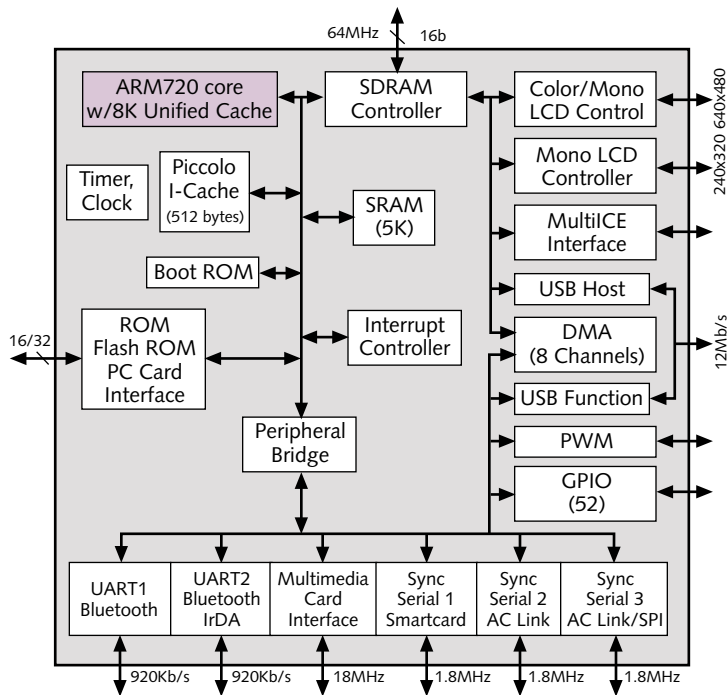 64MHz
16b
ARM720 core
w/8K Unified Cache
SDRAM
Controller
Color/Mono
LCD Control
640x480
Timer,
Clock
Piccolo
I-Cache
(512 bytes)
Mono LCD
Controller
240x320
SRAM
(5K)
MultiICE
Interface
Boot ROM
USB Host
16/32
ROM
Flash ROM
PC Card
Interface
Interrupt
Controller
DMA
(8 Channels)
12Mb/s
USB Function
Peripheral
Bridge
PWM
GPIO
(52)
UART1
Bluetooth
UART2
Bluetooth
IrDA
Multimedia
Card
Interface
Sync
Serial 1
Smartcard
Sync
Serial 2
AC Link
Sync
Serial 3
AC Link/SPI
920Kb/s
920Kb/s
18MHz
1.8MHz
1.8MHz
1.8MHz